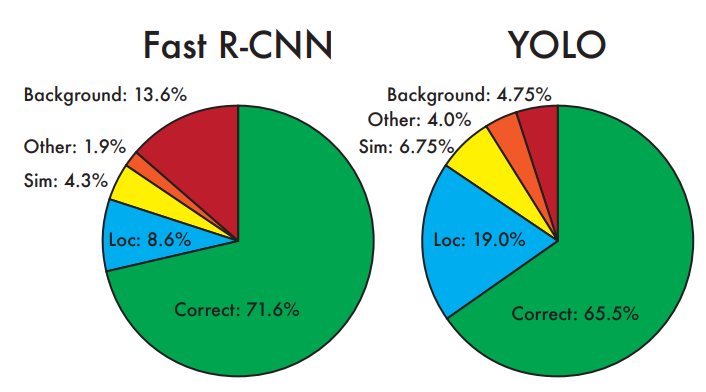 Fast R-CNN
Background: 13.6%
Other: 1.9%
Sim: 4.3%
Loc: 8.6%
Correct: 71.6%
YOLO
Background: 4.75%
Other: 4.0%
Sim: 6.75%
Loc: 19.0%
Correct: 65.5%